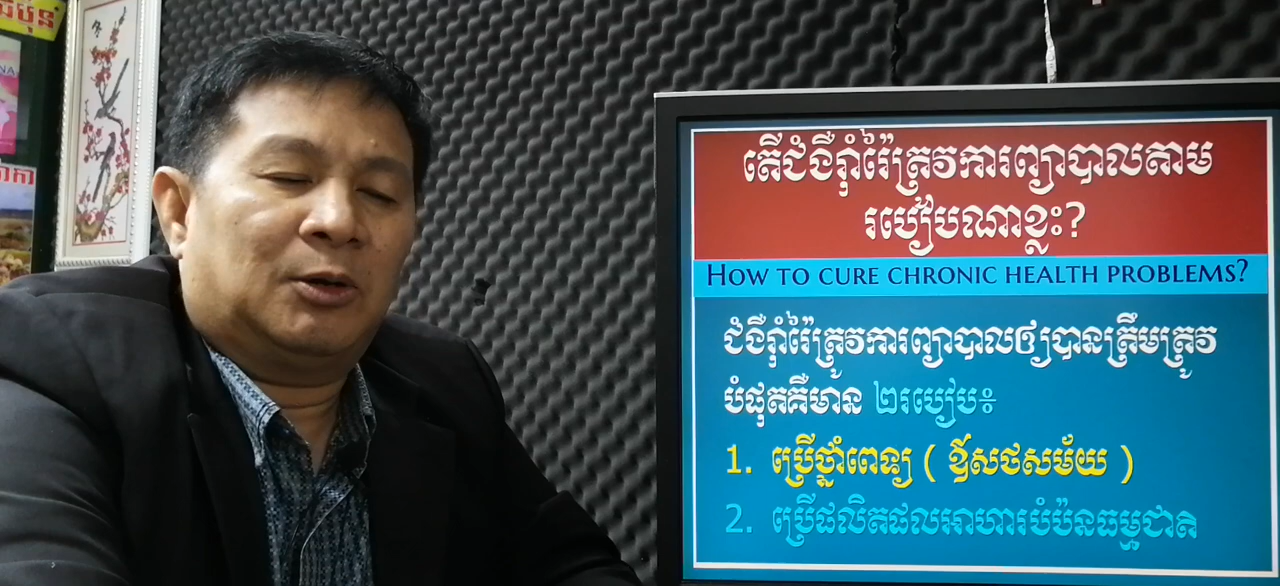 តើជំងឺរ៉ាំរ៉ៃត្រូវការព្យាបាលតាម
របៀបណាខ្លះ?
HOW TO CURE CHRONIC HEALTH PROBLEMS?
ជំងឺរ៉ាំរ៉ៃត្រូវការព្យាបាលឲ្យបានត្រឹមត្រូវ
បំផុតគឺមាន ២របៀប៖
1. ប្រើថ្នាំពេទ្យ ( ឱសថសម័យ )
2. ប្រើផលិតផលអាហារបំប៉នធម្មជាតិ